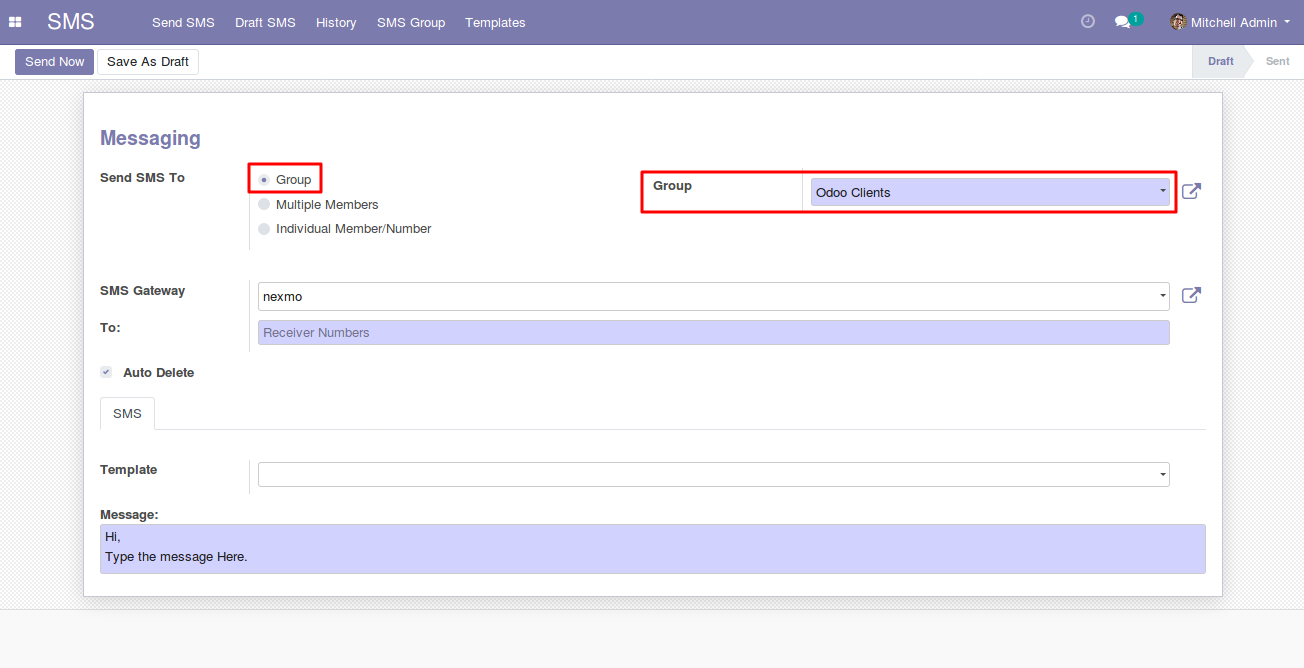 SMS Send SMS Draft SMS History SMS Group Templates 1 Mitchell Admin
Send Now Save As Draft Draft Sent
Messaging
Send SMS To
Group
Multiple Members
Individual Member/Number
Group Odoo Clients
SMS Gateway nexmo
To: Receiver Numbers
Auto Delete
SMS
Template
Message:
Hi,
Type the message Here.